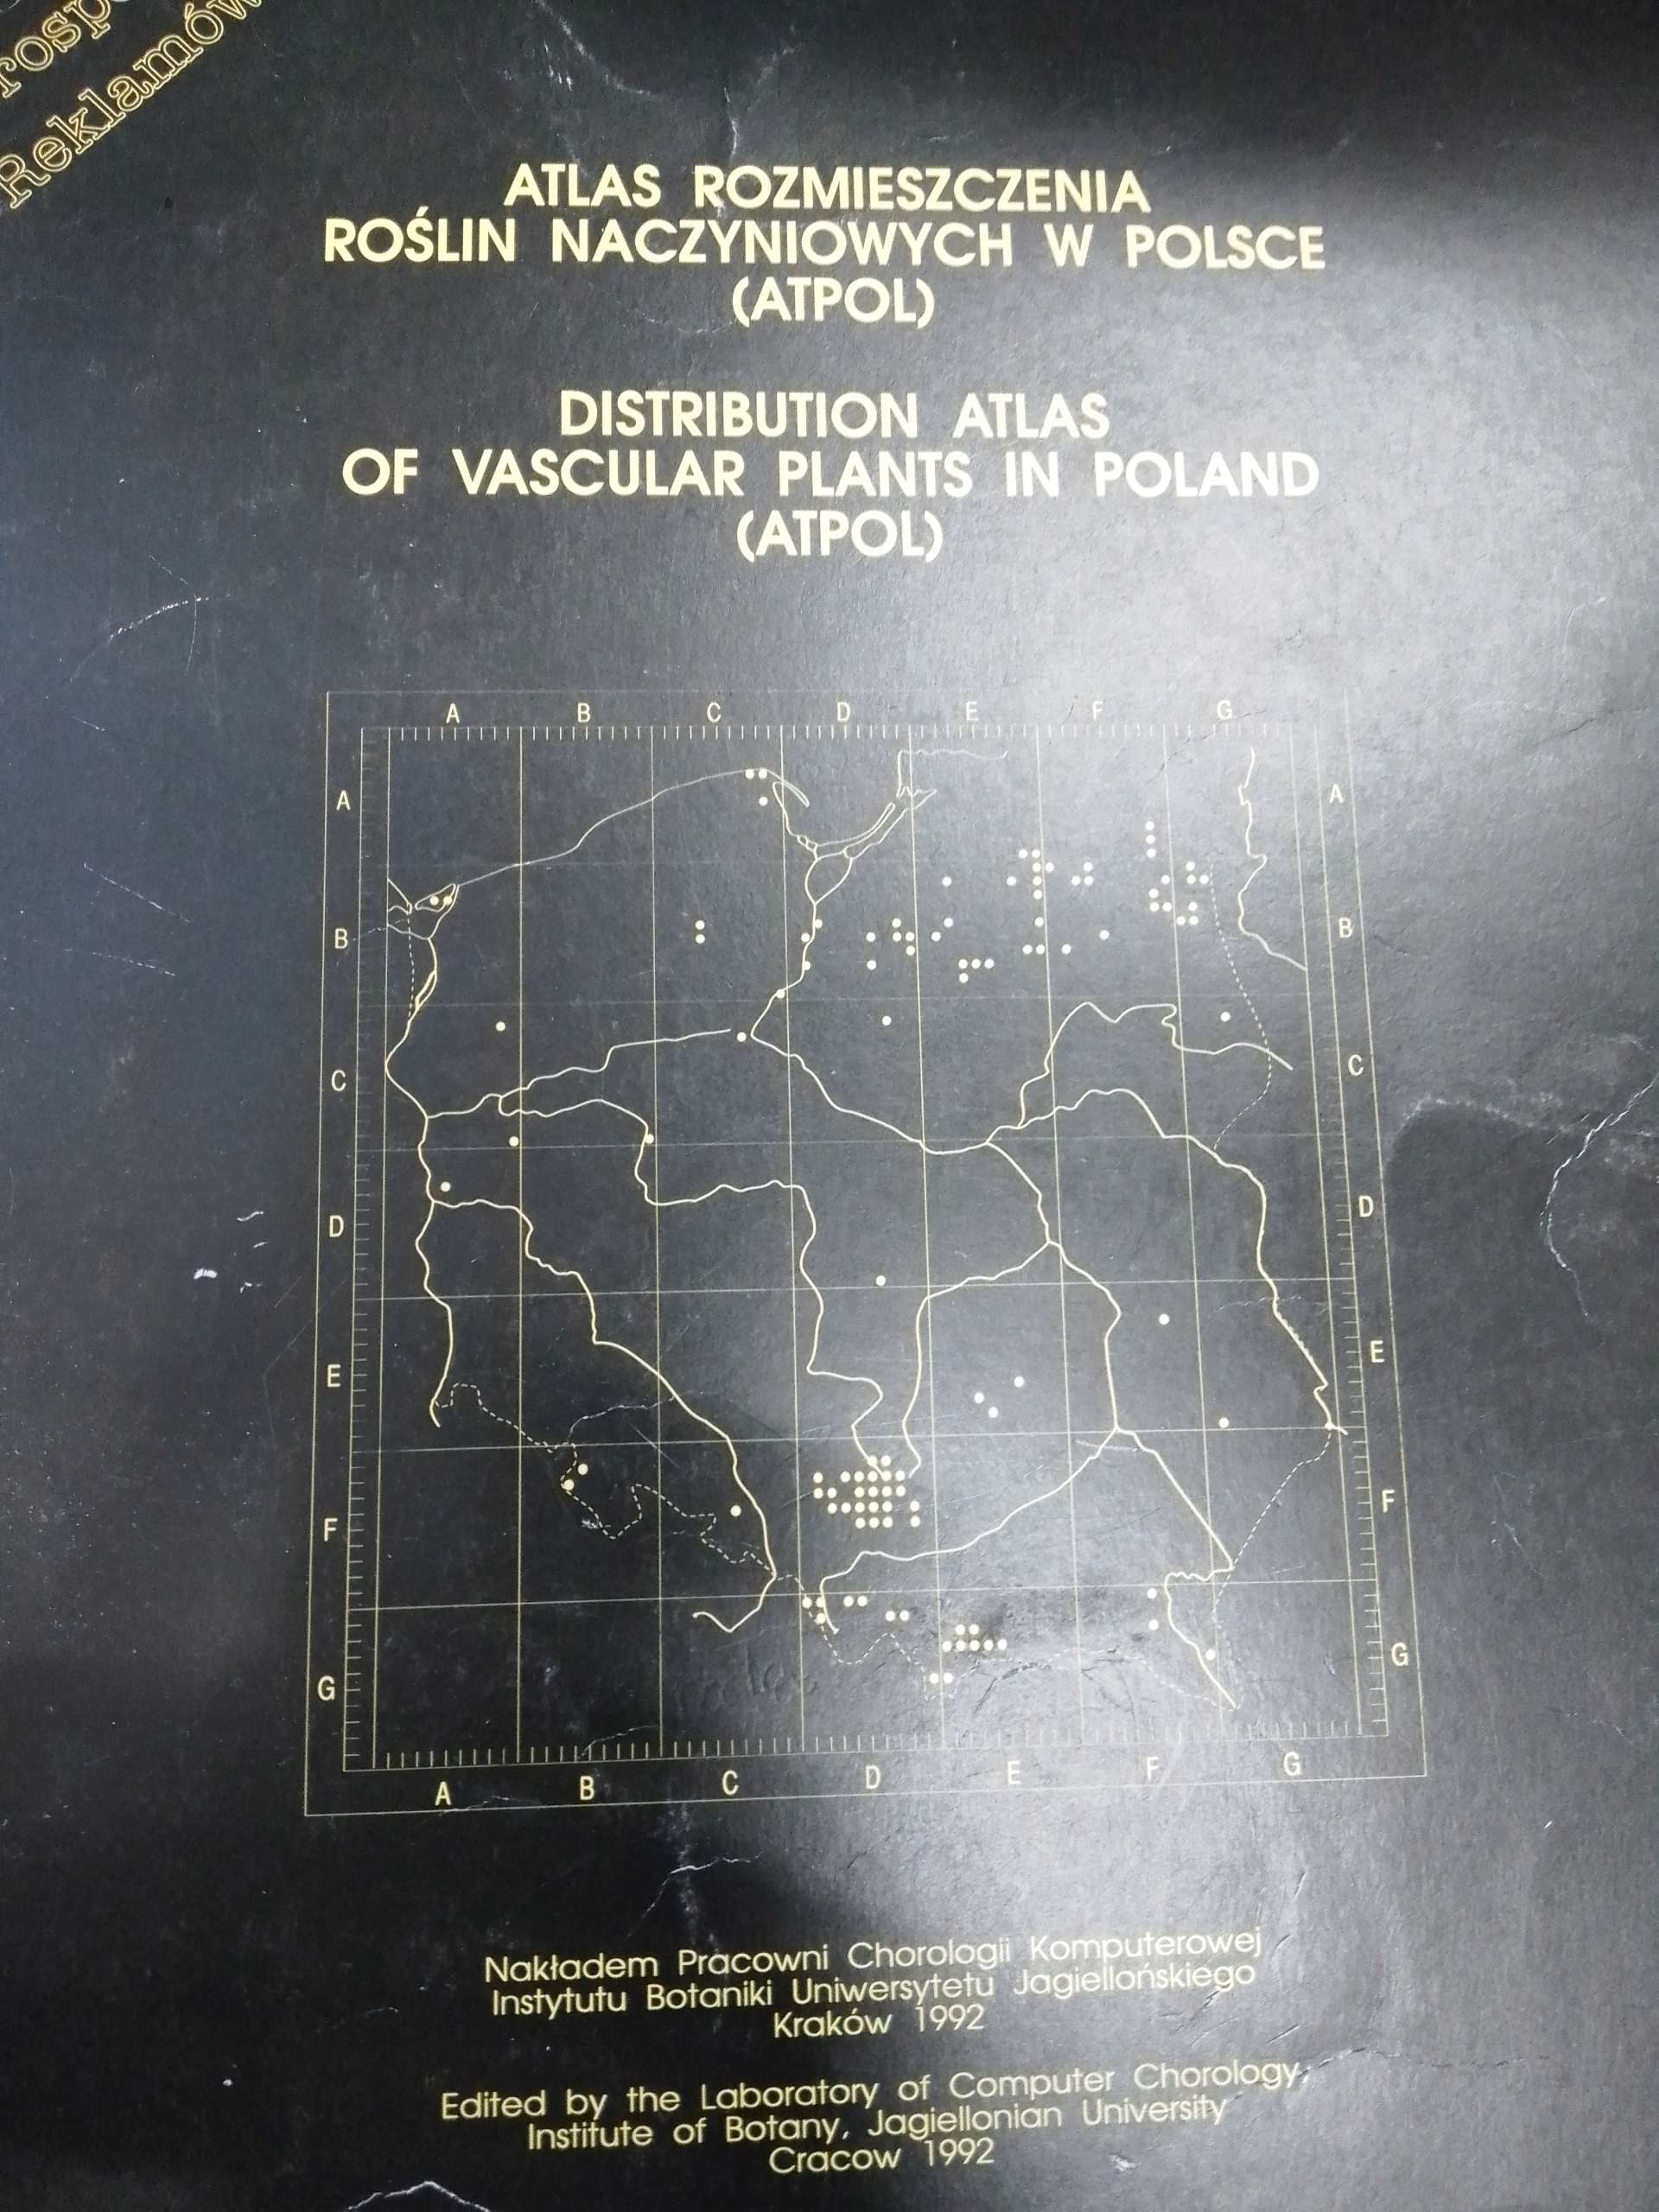 Reklamów
ATLAS ROZMIESZCZENIA
ROŚLIN NACZYNIOWYCH W POLSCE
(ATPOL)
DISTRIBUTION ATLAS
OF VASCULAR PLANTS IN POLAND
(ATPOL)
A B C D E F G
A A
B B
C C
D D
E E
F F
G G
A B C D E F G
Nakładem Pracowni Chorologii Komputerowej
Instytutu Botaniki Uniwersytetu Jagiellońskiego
Kraków 1992
Edited by the Laboratory of Computer Chorology
Institute of Botany, Jagiellonian University
Cracow 1992